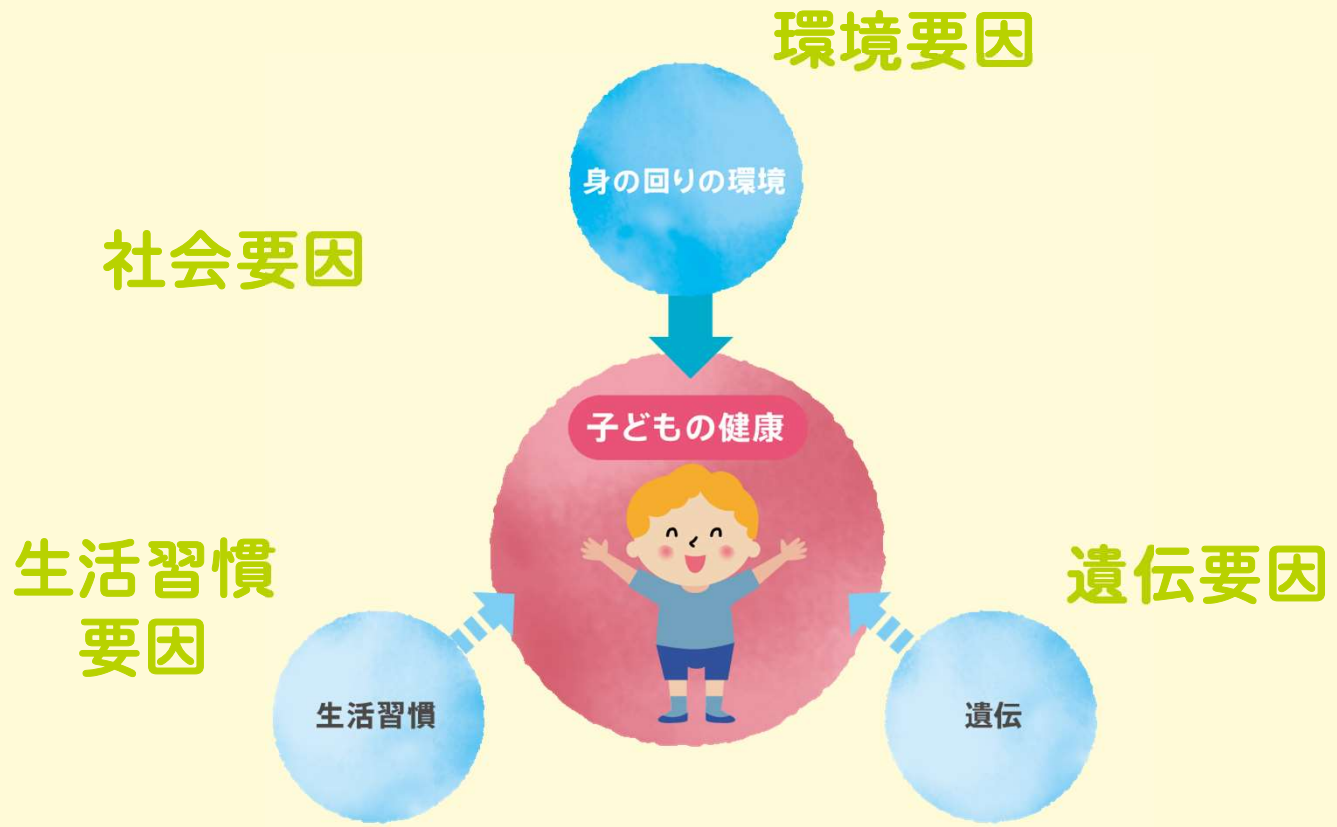 環境要因
身の回りの環境
社会要因
子どもの健康
生活習慣
要因
遺伝要因
生活習慣
遺伝